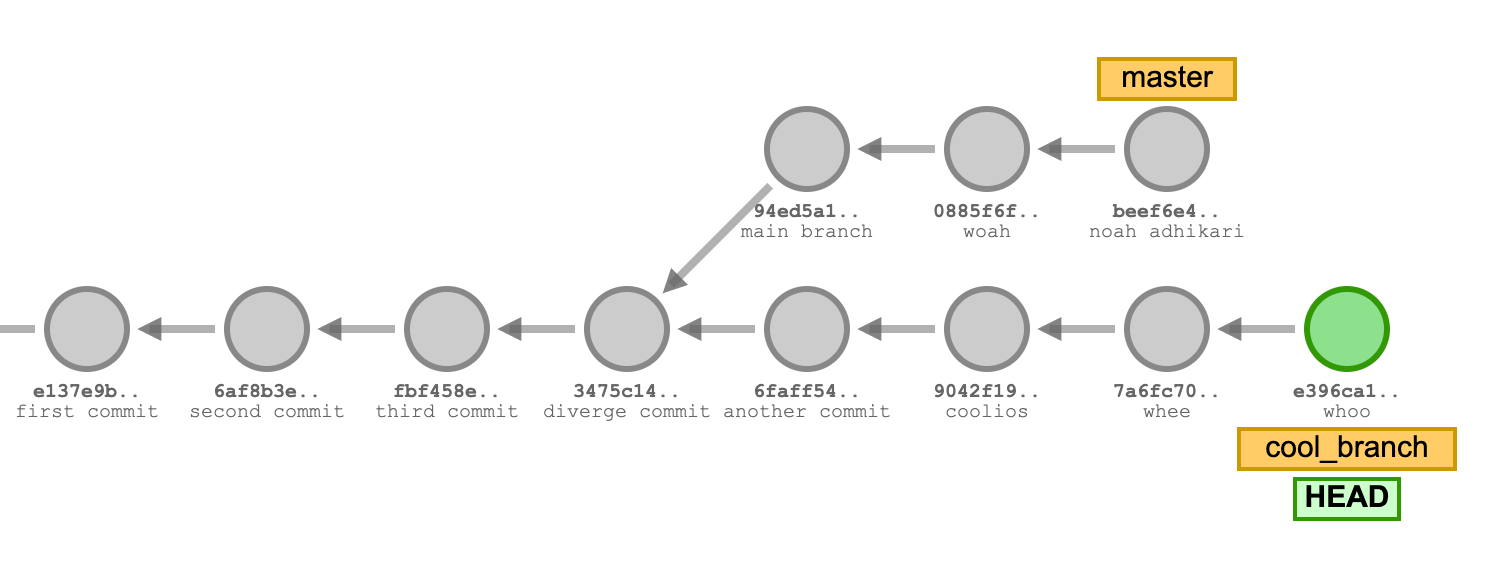 master
94ed5a1.. 0885f6f.. beef6e4..
main branch woah noah adhikari
e137e9b.. 6af8b3e.. fbf458e.. 3475c14.. 6faff54.. 9042f19.. 7a6fc70.. e396ca1..
first commit second commit third commit diverge commit another commit coolios whee whoo
cool_branch
HEAD